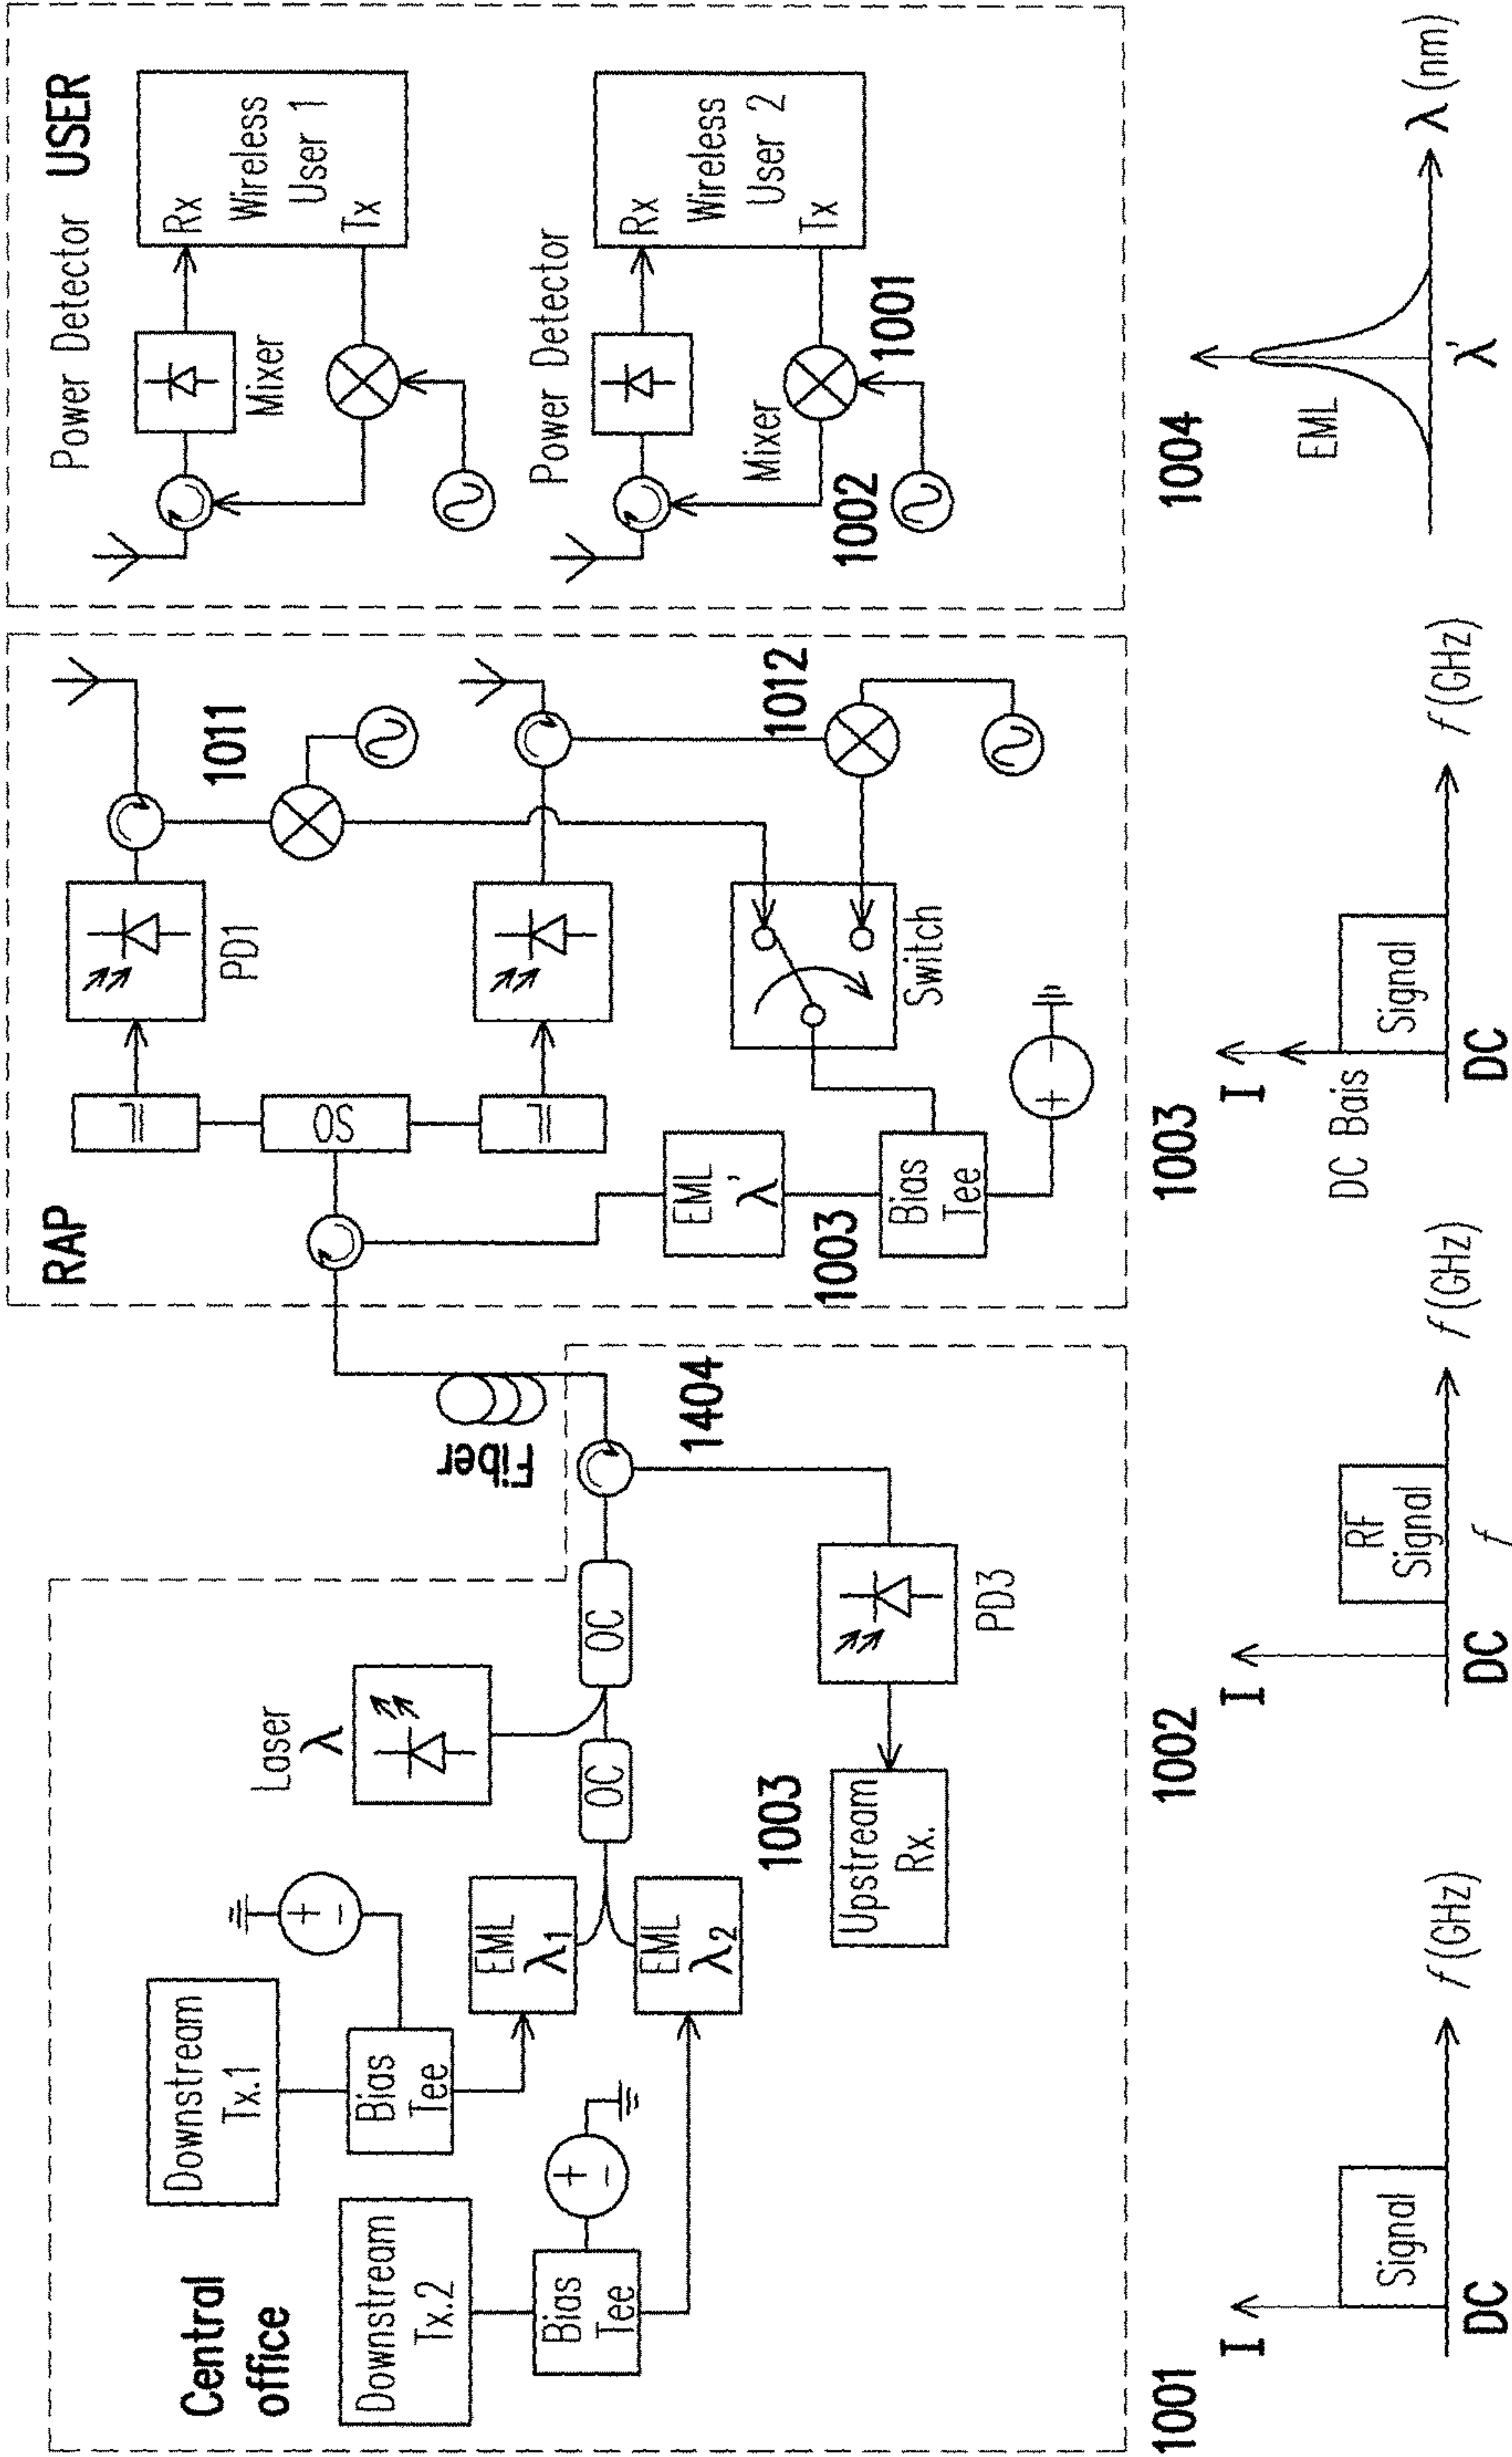 Central
office
Downstream
Tx.1
Bias
Tee
Downstream
Tx.2
Bias
Tee
EML
λ1
EML
λ2
Laser
λ
OC
OC
1003
Upstream
Rx.
PD3
1404
Fiber
RAP
SO
PD1
1011
1012
Switch
EML
λ'
1003
Bias
Tee
USER
Power Detector
Mixer
Rx
Wireless
User 1
Tx
Power Detector
Mixer
Rx
Wireless
User 2
Tx
1001
1002
1001
I
Signal
DC
f (GHz)
1002
I
RF
Signal
DC
f
f (GHz)
1003
I
DC Bais
Signal
DC
f (GHz)
1004
EML
λ'
λ (nm)